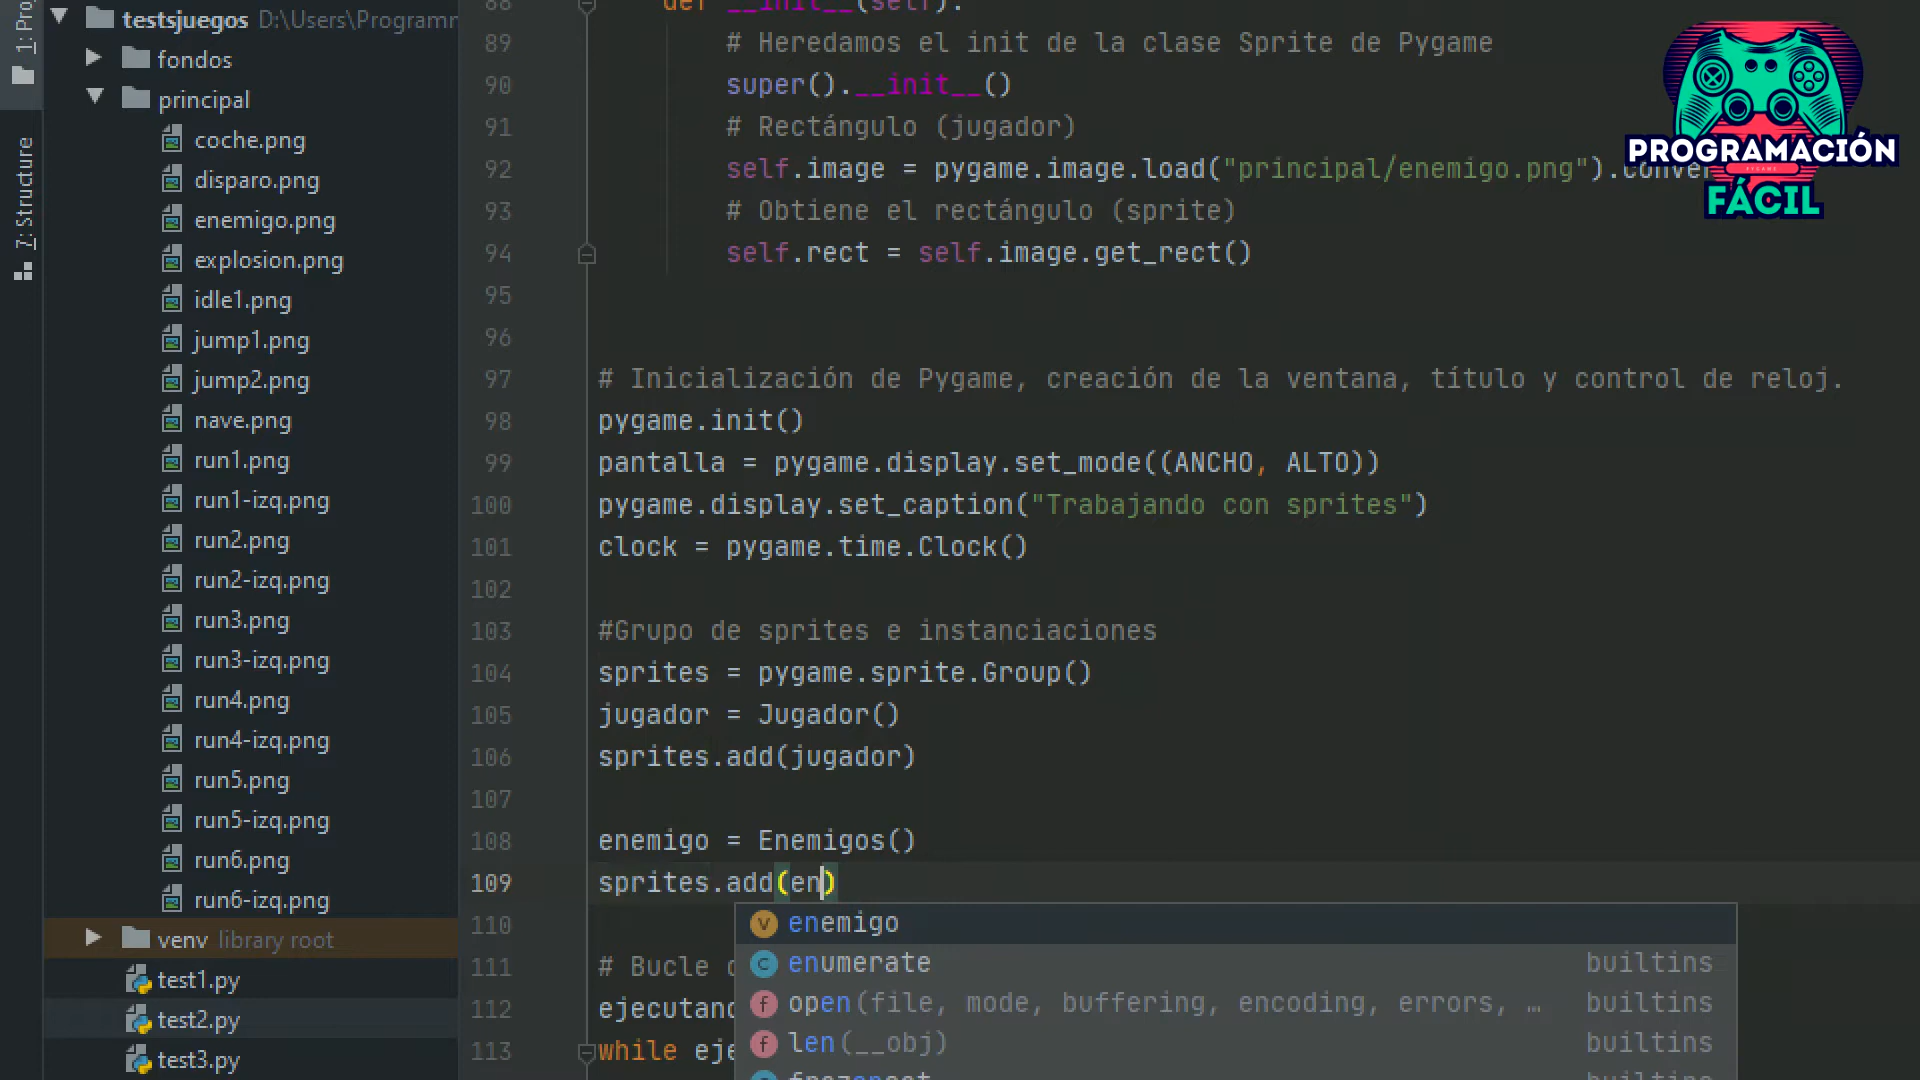 1: Proj
7: Structure
testsjuegos D:\Users\Programm
fondos
principal
coche.png
disparo.png
enemigo.png
explosion.png
idle1.png
jump1.png
jump2.png
nave.png
run1.png
run1-izq.png
run2.png
run2-izq.png
run3.png
run3-izq.png
run4.png
run4-izq.png
run5.png
run5-izq.png
run6.png
run6-izq.png
venv library root
test1.py
test2.py
test3.py
88 def __init__(self):
89 # Heredamos el init de la clase Sprite de Pygame
90 super().__init__()
91 # Rectángulo (jugador)
92 self.image = pygame.image.load("principal/enemigo.png").conver
93 # Obtiene el rectángulo (sprite)
94 self.rect = self.image.get_rect()
95
96
97 # Inicialización de Pygame, creación de la ventana, título y control de reloj.
98 pygame.init()
99 pantalla = pygame.display.set_mode((ANCHO, ALTO))
100 pygame.display.set_caption("Trabajando con sprites")
101 clock = pygame.time.Clock()
102
103 #Grupo de sprites e instanciaciones
104 sprites = pygame.sprite.Group()
105 jugador = Jugador()
106 sprites.add(jugador)
107
108 enemigo = Enemigos()
109 sprites.add(en)
110
111 # Bucle
112 ejecutand
113 while eje
v enemigo
c enumerate builtins
f open(file, mode, buffering, encoding, errors, … builtins
f len(__obj) builtins
frozenset builtins
PROGRAMACIÓN
FÁCIL